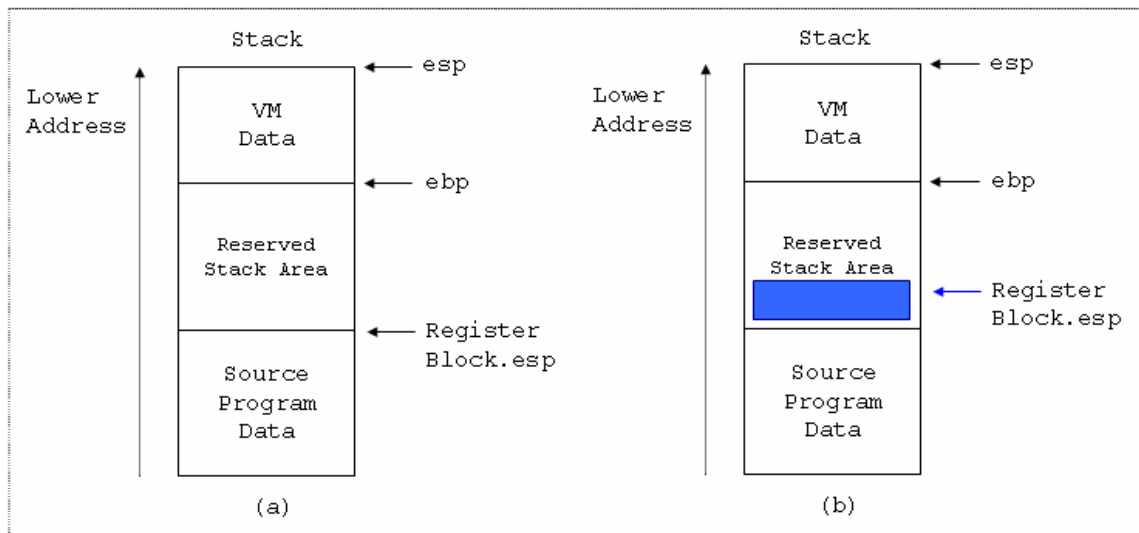 Stack
esp
Lower
Address
VM
Data
ebp
Reserved
Stack Area
Register
Block.esp
Source
Program
Data
(a)
Stack
esp
Lower
Address
VM
Data
ebp
Reserved
Stack Area
Register
Block.esp
Source
Program
Data
(b)